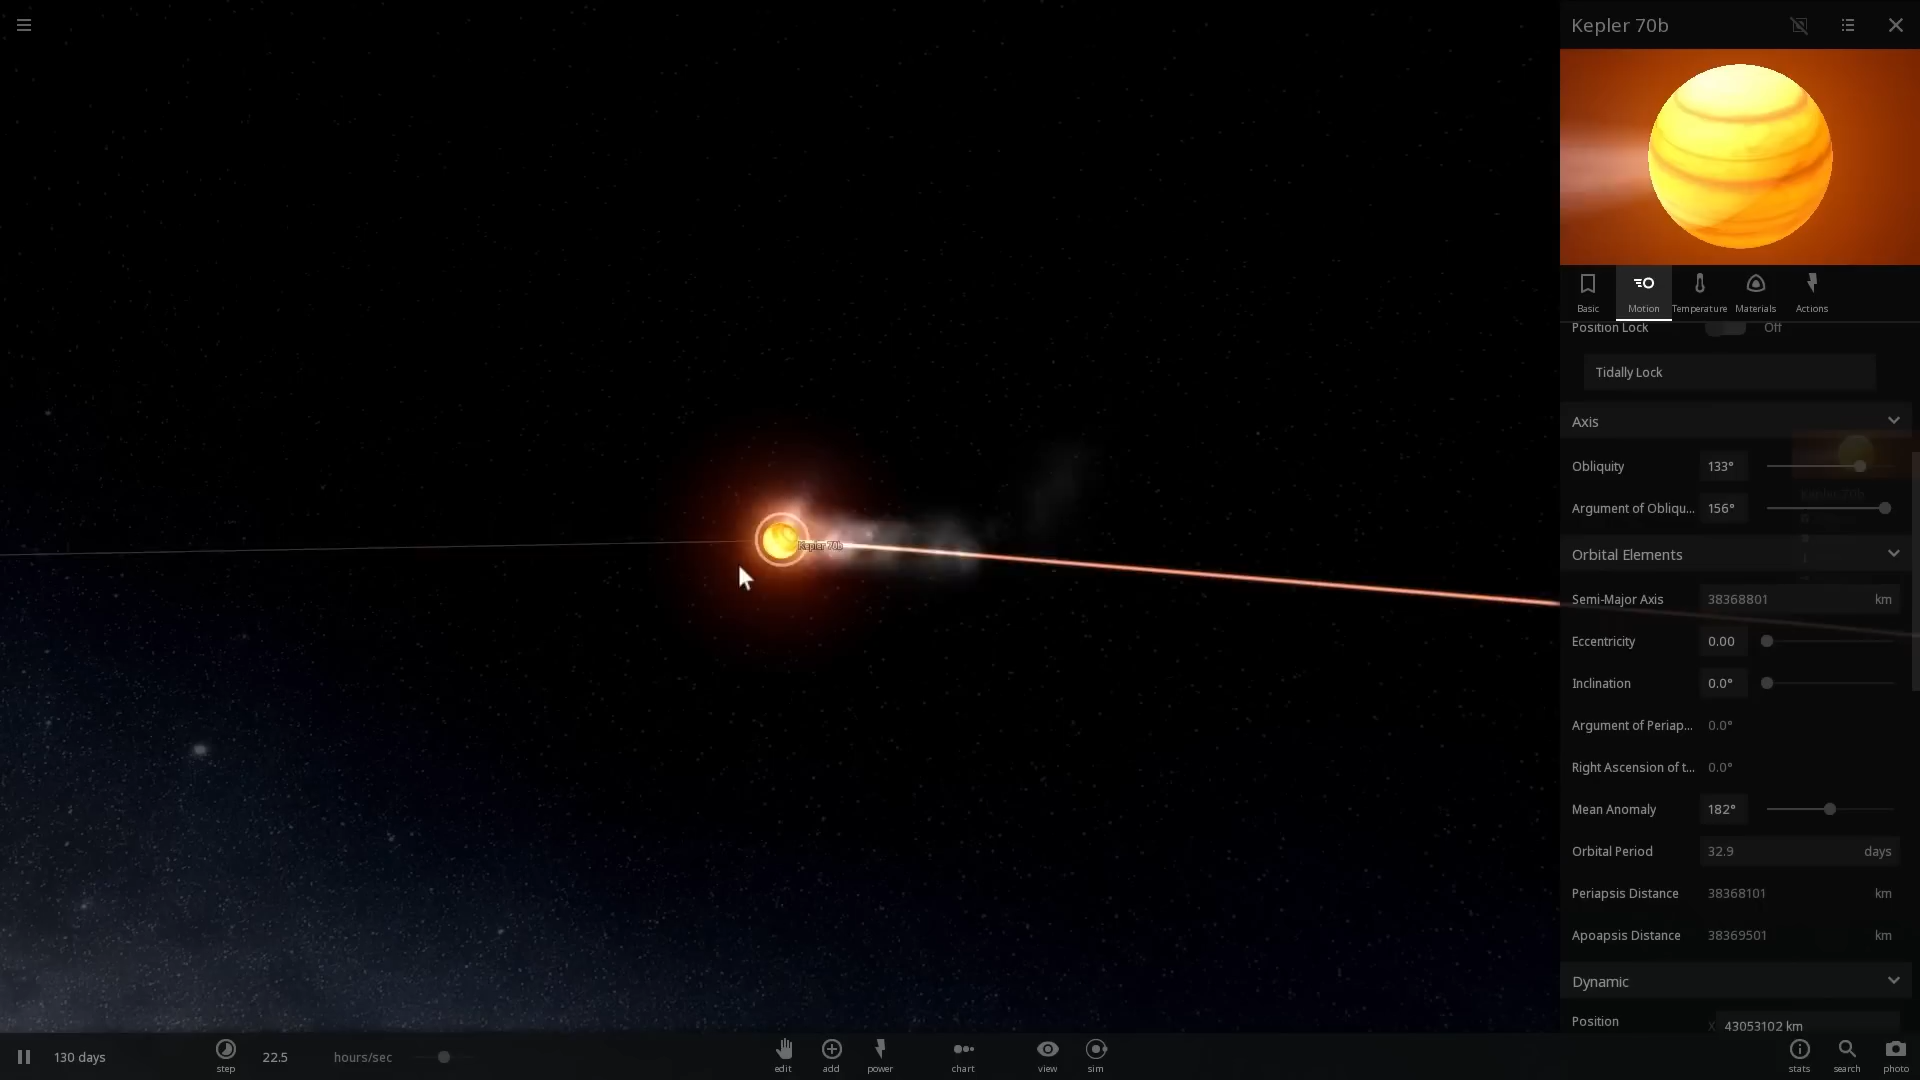 Kepler 70b
Basic
Motion
Temperature
Materials
Actions
Position Lock
Off
Tidally Lock
Axis
Obliquity
133°
Argument of Obliqu...
156°
Orbital Elements
Semi-Major Axis
38368801
km
Eccentricity
0.00
Inclination
0.0°
Argument of Periap...
0.0°
Right Ascension of t...
0.0°
Mean Anomaly
182°
Orbital Period
32.9
days
Periapsis Distance
38368101
km
Apoapsis Distance
38369501
km
Dynamic
Position
X
43053102 km
Kepler 70b
Kepler 70b
130 days
step
22.5
hours/sec
edit
add
power
chart
view
sim
stats
search
photo